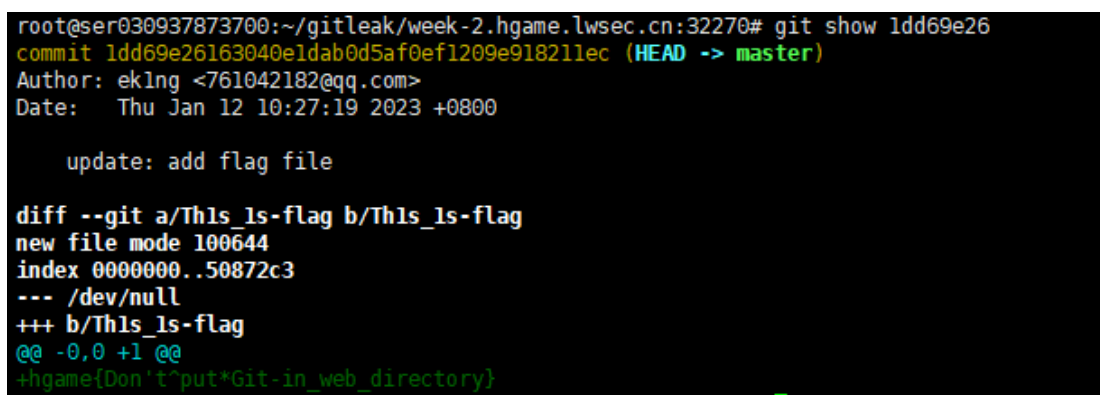 root@ser030937873700:~/gitleak/week-2.hgame.lwsec.cn:32270# git show 1dd69e26
commit 1dd69e26163040e1dab0d5af0ef1209e918211ec (HEAD -> master)
Author: ek1ng <761042182@qq.com>
Date:   Thu Jan 12 10:27:19 2023 +0800
    update: add flag file
diff --git a/Th1s_1s-flag b/Th1s_1s-flag
new file mode 100644
index 0000000..50872c3
--- /dev/null
+++ b/Th1s_1s-flag
@@ -0,0 +1 @@
+hgame{Don't^put*Git-in_web_directory}